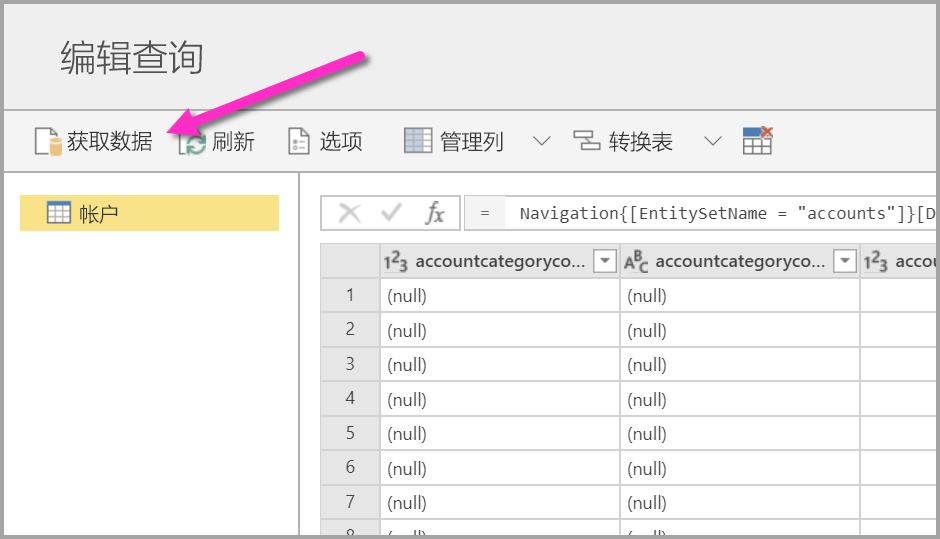 编辑查询
获取数据 刷新 选项 管理列 转换表
帐户
fx = Navigation{[EntitySetName = "accounts"]}[D
1²3 accountcategoryco... ABC accountcategoryco... 1²3 accou
1 (null) (null)
2 (null) (null)
3 (null) (null)
4 (null) (null)
5 (null) (null)
6 (null) (null)
7 (null) (null)
8 (null) (null)